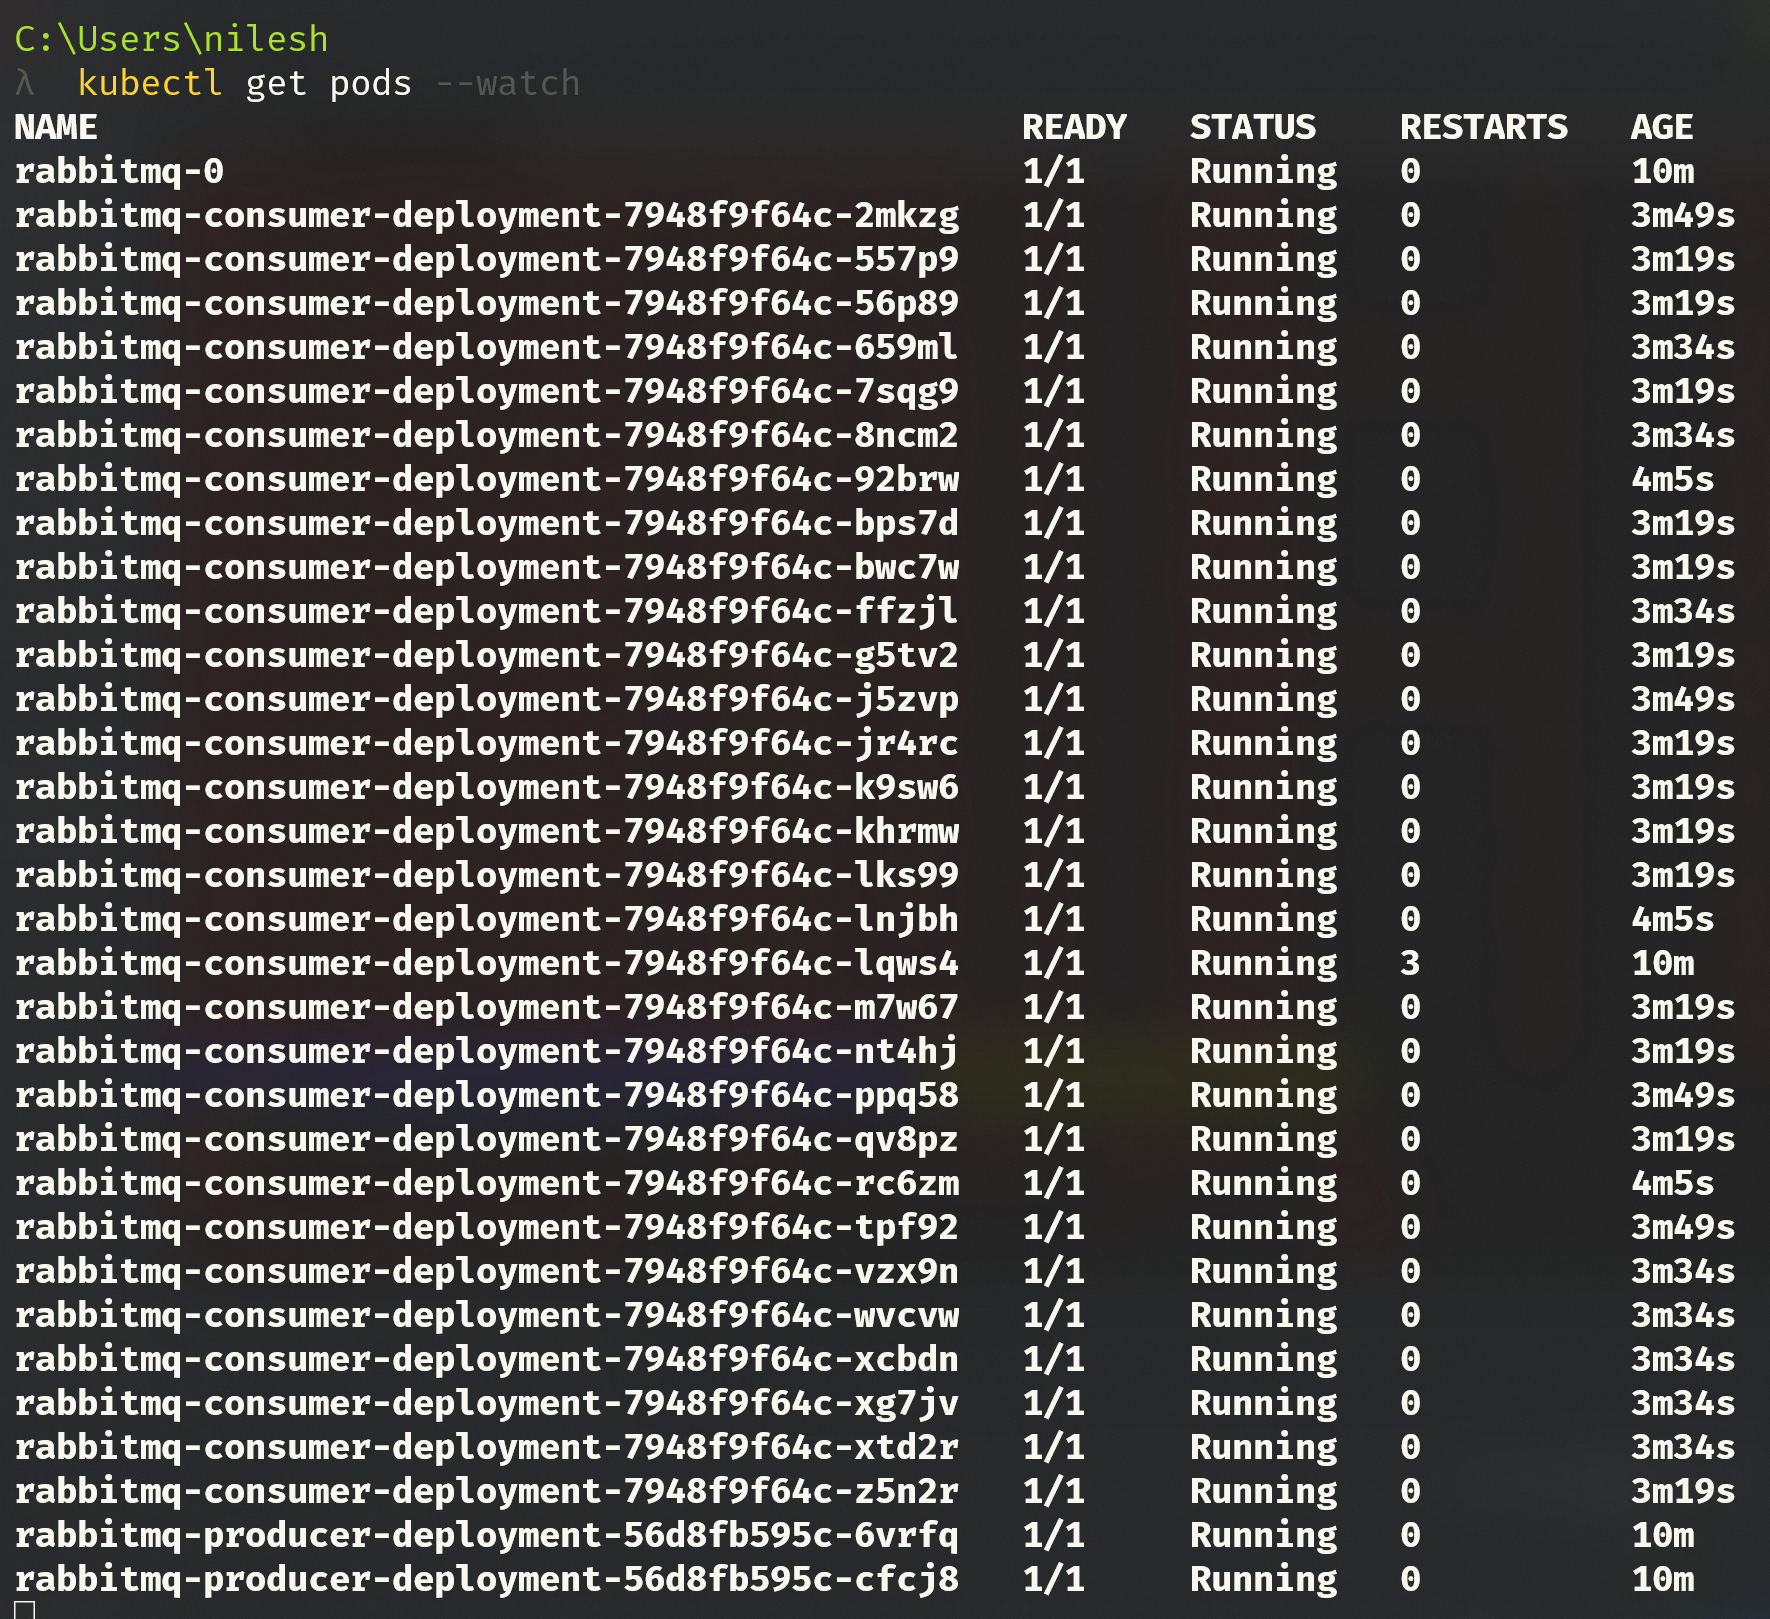 C:\Users\nilesh
λ  kubectl get pods --watch
NAME                                            READY   STATUS    RESTARTS   AGE
rabbitmq-0                                      1/1     Running   0          10m
rabbitmq-consumer-deployment-7948f9f64c-2mkzg   1/1     Running   0          3m49s
rabbitmq-consumer-deployment-7948f9f64c-557p9   1/1     Running   0          3m19s
rabbitmq-consumer-deployment-7948f9f64c-56p89   1/1     Running   0          3m19s
rabbitmq-consumer-deployment-7948f9f64c-659ml   1/1     Running   0          3m34s
rabbitmq-consumer-deployment-7948f9f64c-7sqg9   1/1     Running   0          3m19s
rabbitmq-consumer-deployment-7948f9f64c-8ncm2   1/1     Running   0          3m34s
rabbitmq-consumer-deployment-7948f9f64c-92brw   1/1     Running   0          4m5s
rabbitmq-consumer-deployment-7948f9f64c-bps7d   1/1     Running   0          3m19s
rabbitmq-consumer-deployment-7948f9f64c-bwc7w   1/1     Running   0          3m19s
rabbitmq-consumer-deployment-7948f9f64c-ffzjl   1/1     Running   0          3m34s
rabbitmq-consumer-deployment-7948f9f64c-g5tv2   1/1     Running   0          3m19s
rabbitmq-consumer-deployment-7948f9f64c-j5zvp   1/1     Running   0          3m49s
rabbitmq-consumer-deployment-7948f9f64c-jr4rc   1/1     Running   0          3m19s
rabbitmq-consumer-deployment-7948f9f64c-k9sw6   1/1     Running   0          3m19s
rabbitmq-consumer-deployment-7948f9f64c-khrmw   1/1     Running   0          3m19s
rabbitmq-consumer-deployment-7948f9f64c-lks99   1/1     Running   0          3m19s
rabbitmq-consumer-deployment-7948f9f64c-lnjbh   1/1     Running   0          4m5s
rabbitmq-consumer-deployment-7948f9f64c-lqws4   1/1     Running   3          10m
rabbitmq-consumer-deployment-7948f9f64c-m7w67   1/1     Running   0          3m19s
rabbitmq-consumer-deployment-7948f9f64c-nt4hj   1/1     Running   0          3m19s
rabbitmq-consumer-deployment-7948f9f64c-ppq58   1/1     Running   0          3m49s
rabbitmq-consumer-deployment-7948f9f64c-qv8pz   1/1     Running   0          3m19s
rabbitmq-consumer-deployment-7948f9f64c-rc6zm   1/1     Running   0          4m5s
rabbitmq-consumer-deployment-7948f9f64c-tpf92   1/1     Running   0          3m49s
rabbitmq-consumer-deployment-7948f9f64c-vzx9n   1/1     Running   0          3m34s
rabbitmq-consumer-deployment-7948f9f64c-wvcvw   1/1     Running   0          3m34s
rabbitmq-consumer-deployment-7948f9f64c-xcbdn   1/1     Running   0          3m34s
rabbitmq-consumer-deployment-7948f9f64c-xg7jv   1/1     Running   0          3m34s
rabbitmq-consumer-deployment-7948f9f64c-xtd2r   1/1     Running   0          3m34s
rabbitmq-consumer-deployment-7948f9f64c-z5n2r   1/1     Running   0          3m19s
rabbitmq-producer-deployment-56d8fb595c-6vrfq   1/1     Running   0          10m
rabbitmq-producer-deployment-56d8fb595c-cfcj8   1/1     Running   0          10m